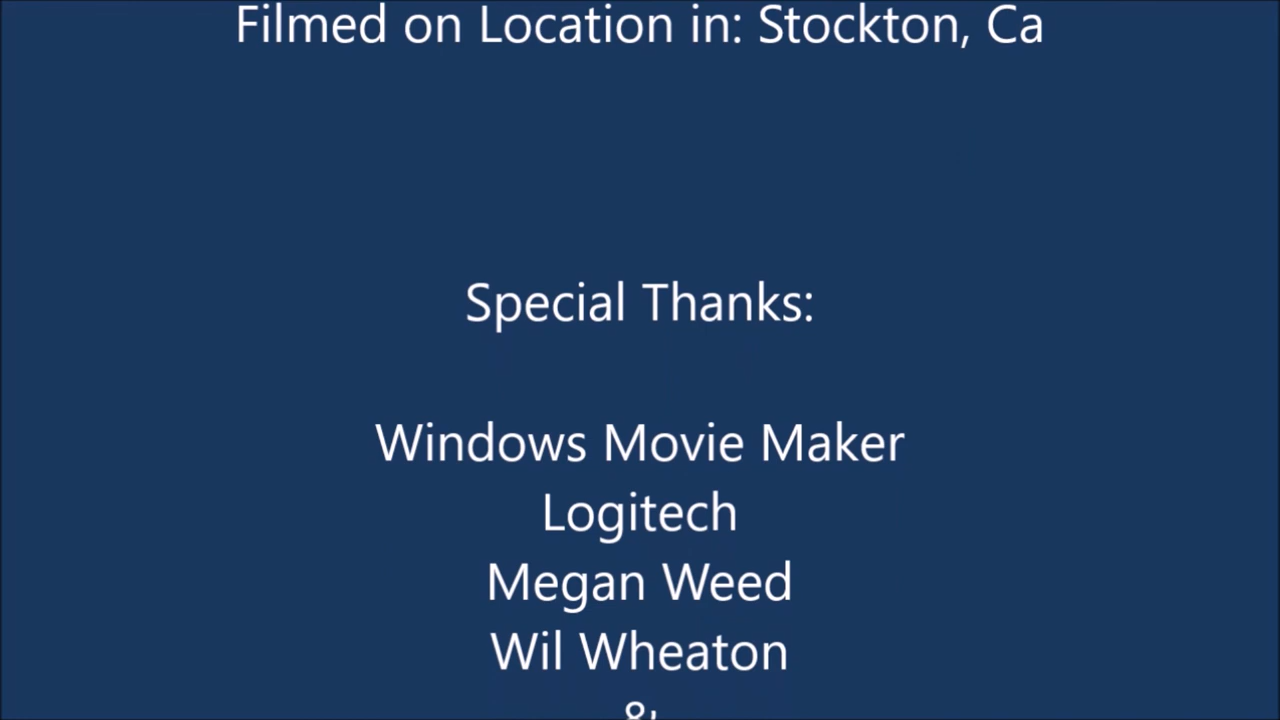 Filmed on Location in: Stockton, Ca
Special Thanks:
Windows Movie Maker
Logitech
Megan Weed
Wil Wheaton
&